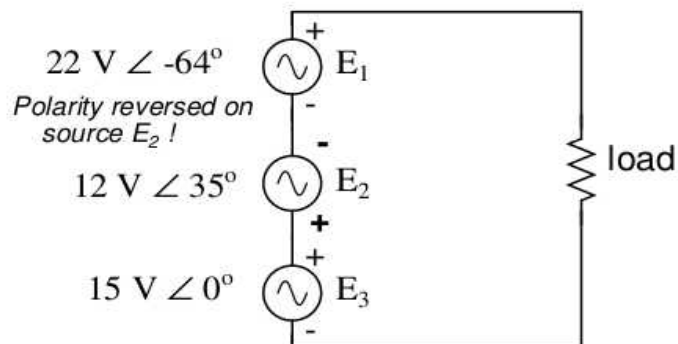 +
22 V ∠ -64° E₁
-
Polarity reversed on
source E₂ !
-
12 V ∠ 35° E₂
load
+
+
15 V ∠ 0° E₃
-